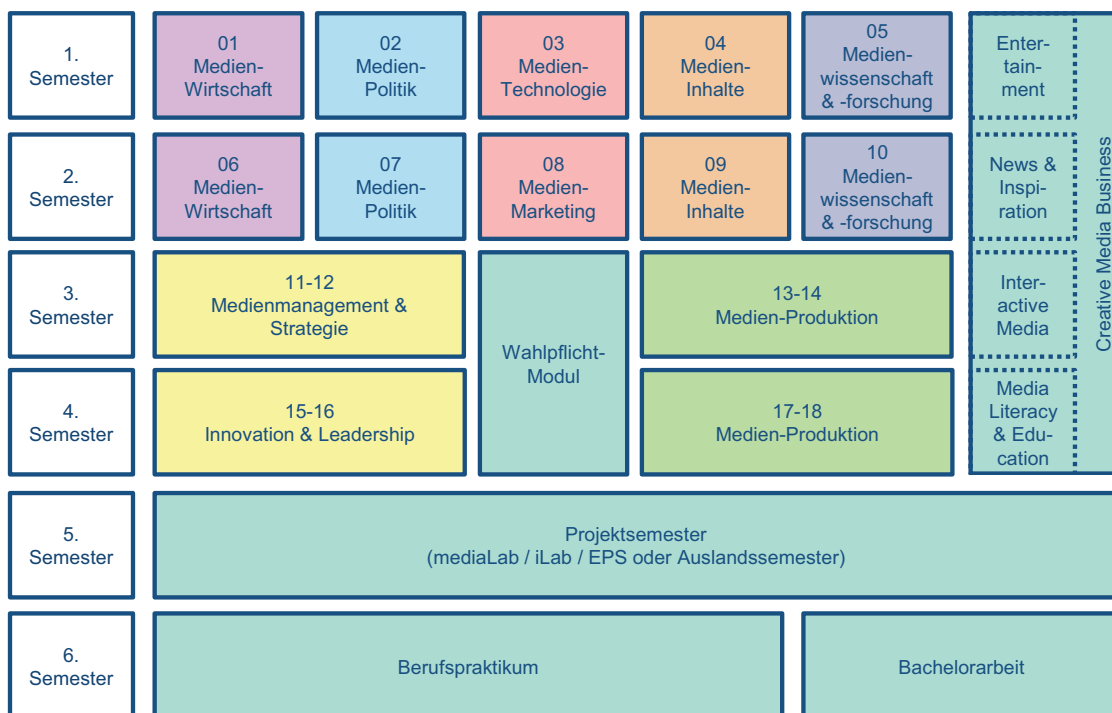 1.
Semester
01
Medien-
Wirtschaft
02
Medien-
Politik
03
Medien-
Technologie
04
Medien-
Inhalte
05
Medien-
wissenschaft
& -forschung
Enter-
tain-
ment
2.
Semester
06
Medien-
Wirtschaft
07
Medien-
Politik
08
Medien-
Marketing
09
Medien-
Inhalte
10
Medien-
wissenschaft
& -forschung
News &
Inspi-
ration
3.
Semester
11-12
Medienmanagement &
Strategie
Wahlpflicht-
Modul
13-14
Medien-Produktion
Inter-
active
Media
4.
Semester
15-16
Innovation & Leadership
17-18
Medien-Produktion
Media
Literacy
& Edu-
cation
Creative Media Business
5.
Semester
Projektsemester
(mediaLab / iLab / EPS oder Auslandssemester)
6.
Semester
Berufspraktikum
Bachelorarbeit